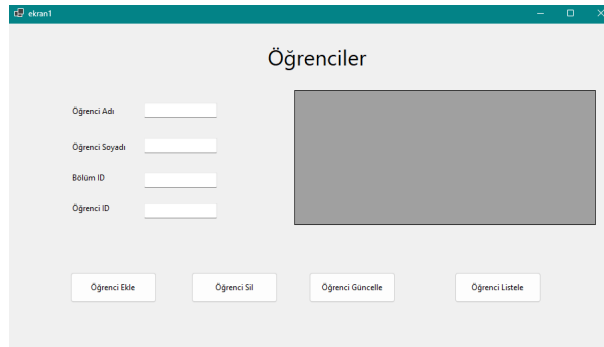 ekran1
Öğrenciler
Öğrenci Adı
Öğrenci Soyadı
Bölüm ID
Öğrenci ID
Öğrenci Ekle
Öğrenci Sil
Öğrenci Güncelle
Öğrenci Listele